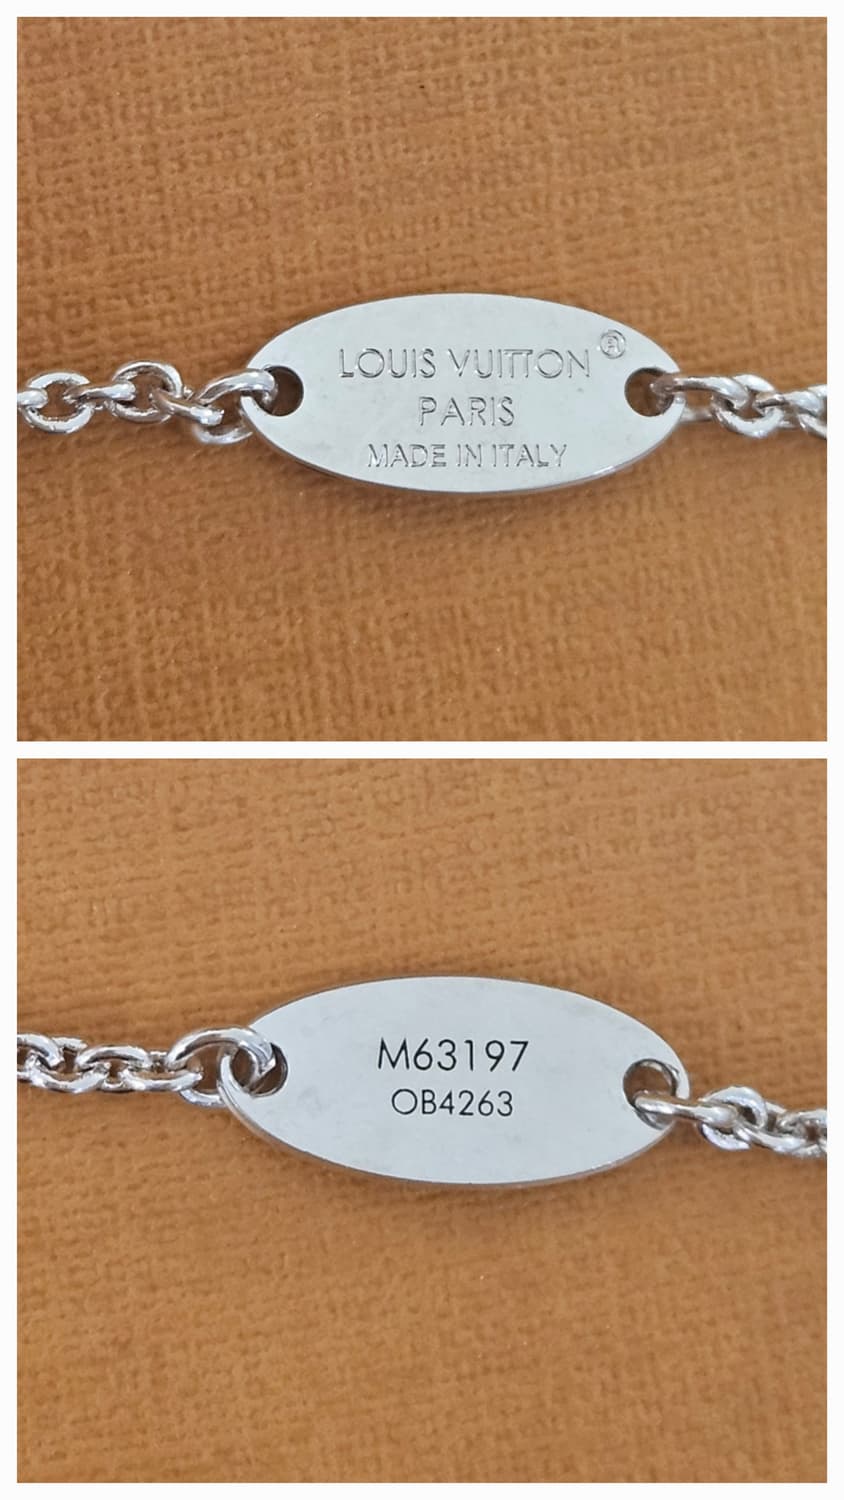 LOUIS VUITTON®
PARIS
MADE IN ITALY
M63197
OB4263